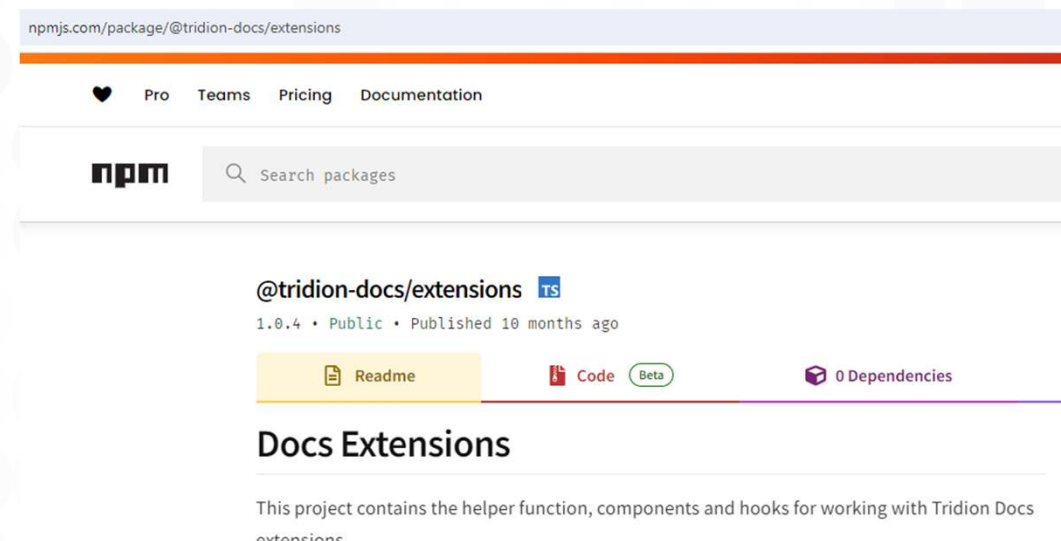 npmjs.com/package/@tridion-docs/extensions
Pro Teams Pricing Documentation
npm Search packages
@tridion-docs/extensions TS
1.0.4 • Public • Published 10 months ago
Readme Code Beta 0 Dependencies
Docs Extensions
This project contains the helper function, components and hooks for working with Tridion Docs
extensions